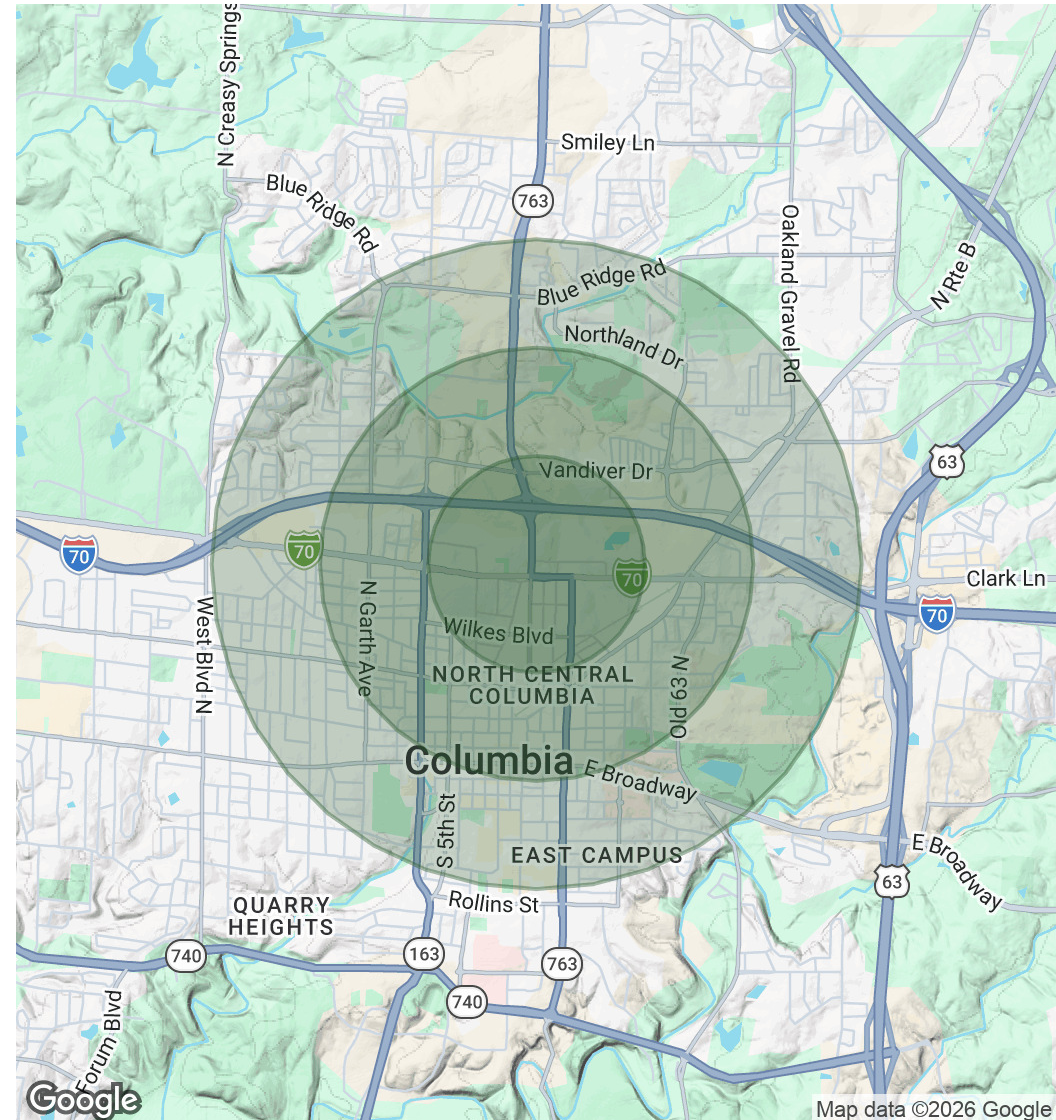 N Creasy Springs
Smiley Ln
Blue Ridge Rd
763
Oakland Gravel Rd
N Rte B
Blue Ridge Rd
Northland Dr
63
Vandiver Dr
70
70
70
Clark Ln
70
West Blvd N
N Garth Ave
Wilkes Blvd
NORTH CENTRAL
COLUMBIA
Old 63 N
Columbia
E Broadway
S 5th St
EAST CAMPUS
E Broadway
63
Rollins St
QUARRY
HEIGHTS
740
163
763
740
Forum Blvd
Google
Map data ©2026 Google